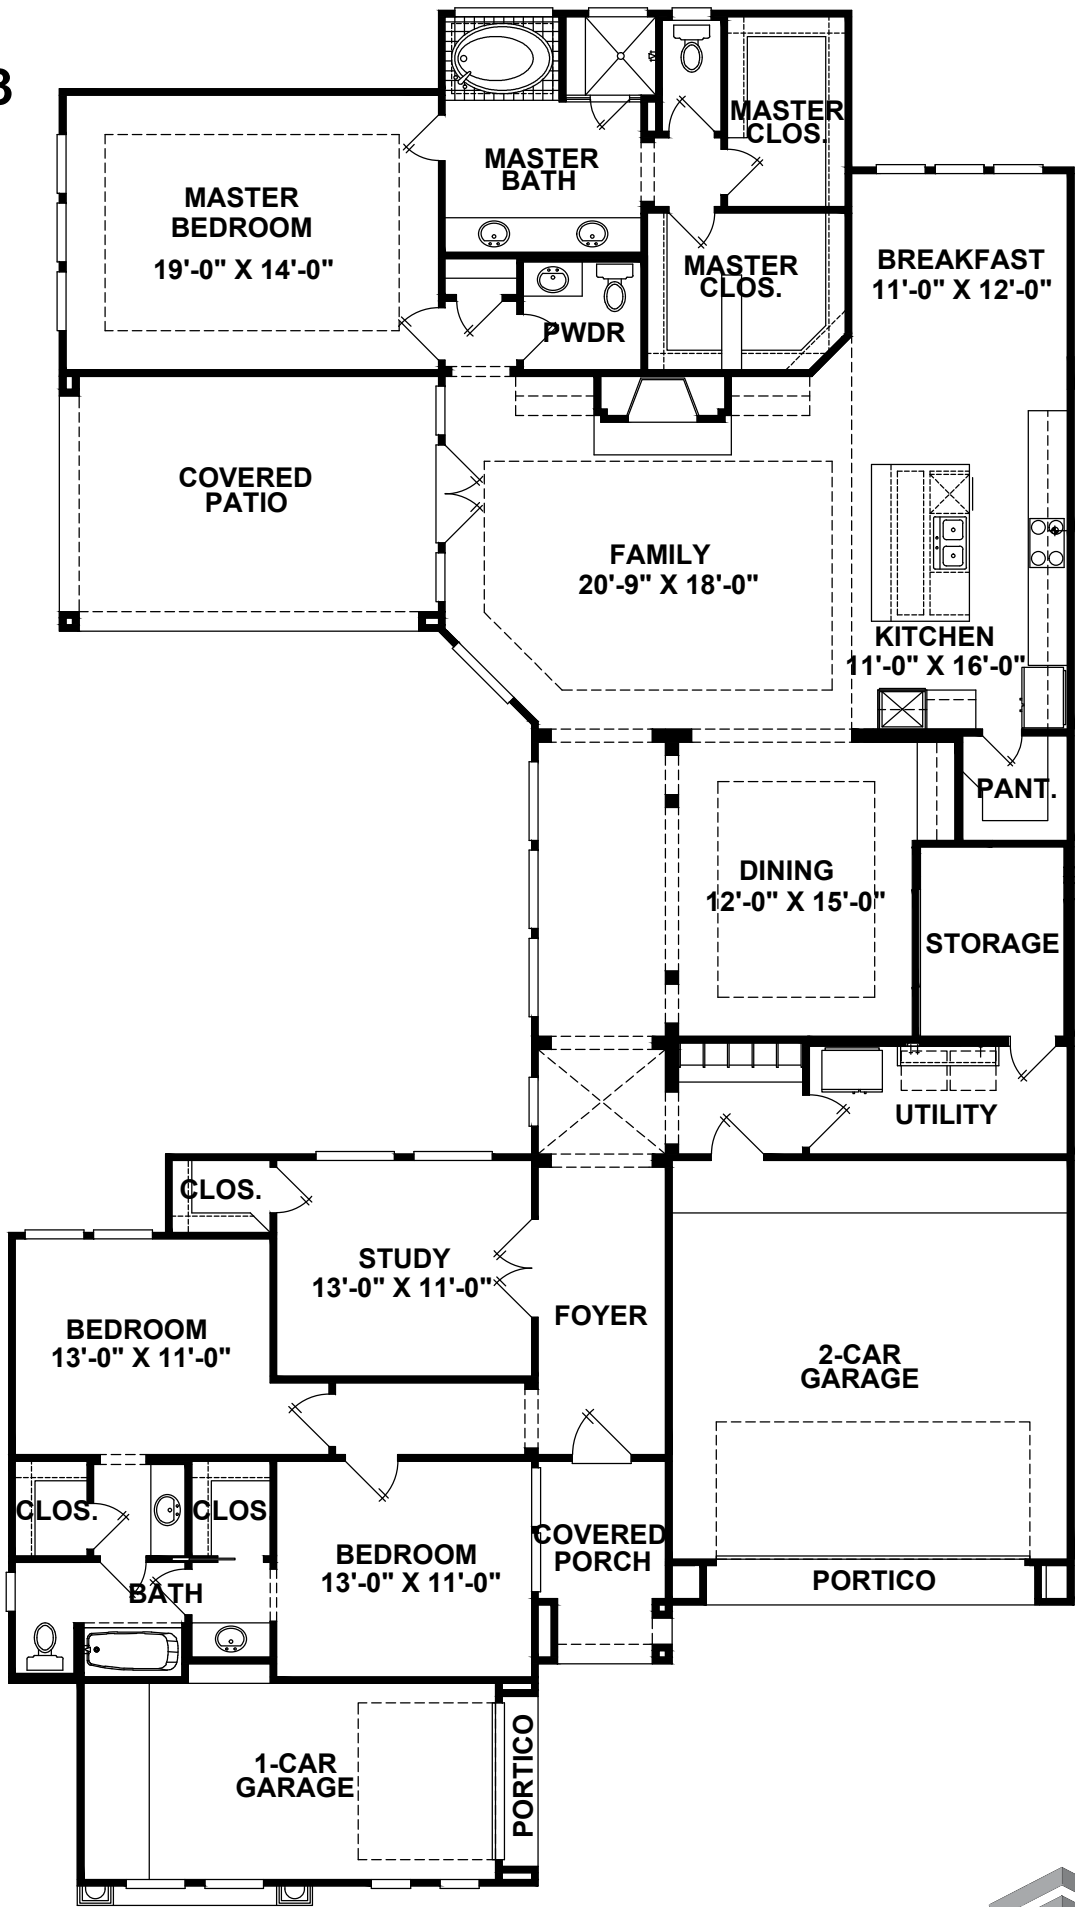 B
MASTER
CLOS.
MASTER
BATH
MASTER
BEDROOM
19'-0" X 14'-0"
MASTER
CLOS.
BREAKFAST
11'-0" X 12'-0"
PWDR
COVERED
PATIO
FAMILY
20'-9" X 18'-0"
KITCHEN
11'-0" X 16'-0"
PANT.
DINING
12'-0" X 15'-0"
STORAGE
UTILITY
CLOS.
STUDY
13'-0" X 11'-0"
FOYER
BEDROOM
13'-0" X 11'-0"
2-CAR
GARAGE
CLOS.
CLOS.
COVERED
PORCH
BEDROOM
13'-0" X 11'-0"
BATH
PORTICO
1-CAR
GARAGE
PORTICO